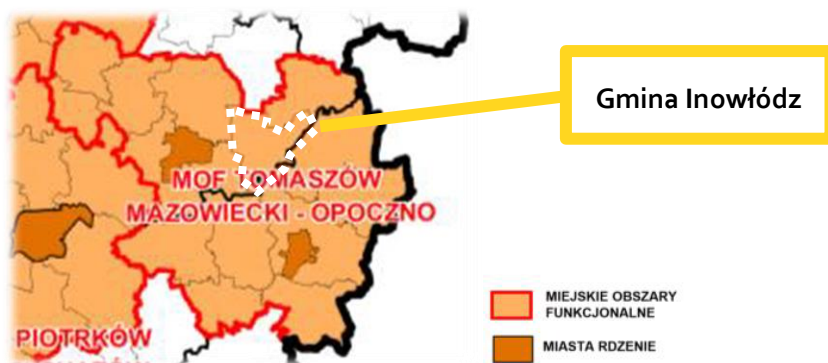 Gmina Inowłódz
MOF TOMASZÓW
MAZOWIECKI - OPOCZNO
MIEJSKIE OBSZARY
FUNKCJONALNE
PIOTRKÓW
MIASTA RDZENIE